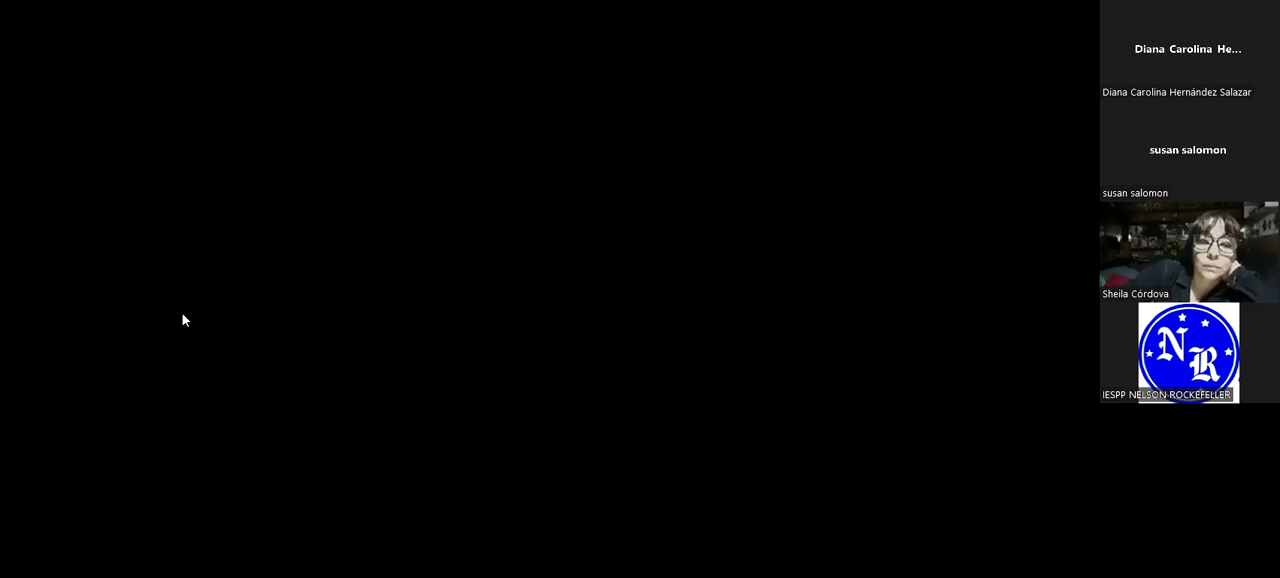 Diana Carolina He...
Diana Carolina Hernández Salazar
susan salomon
susan salomon
Sheila Córdova
N
R
IESPP NELSON ROCKEFELLER